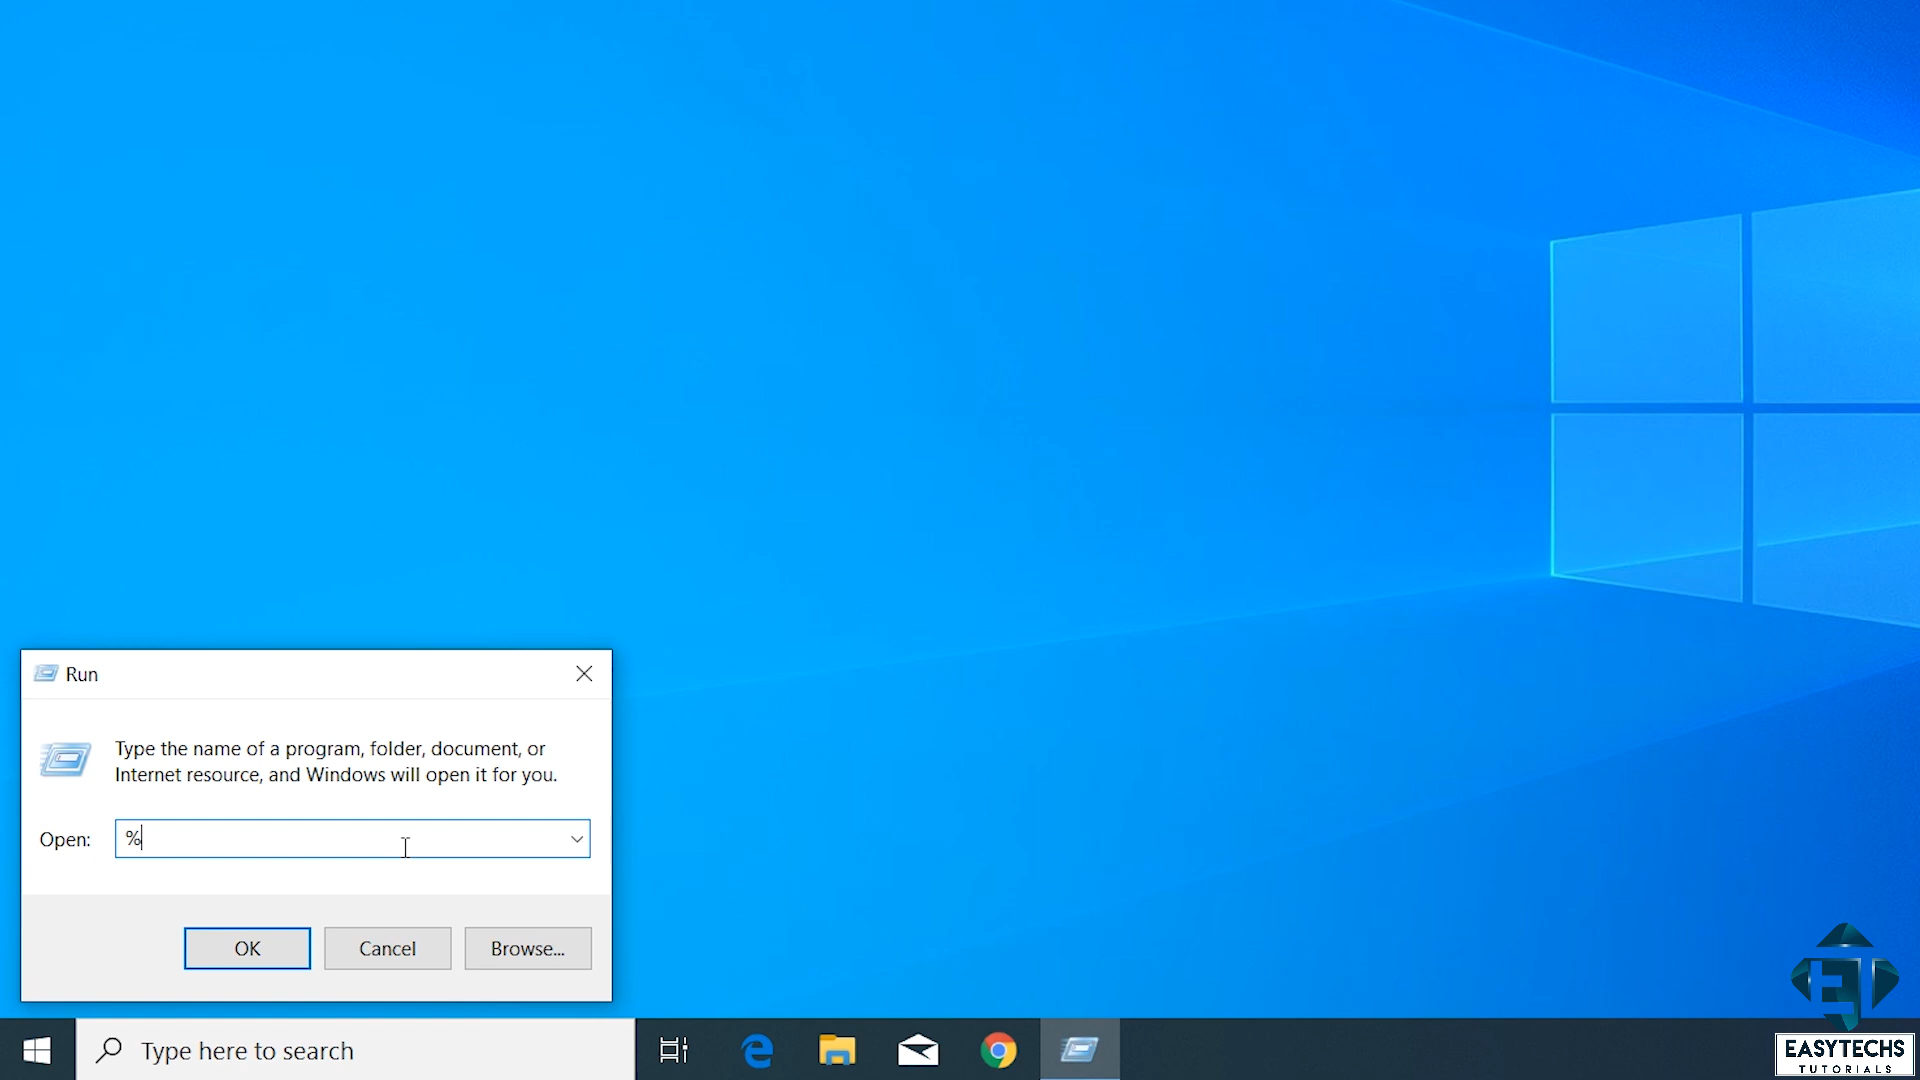 Run
Type the name of a program, folder, document, or
Internet resource, and Windows will open it for you.
Open: %
OK Cancel Browse...
Type here to search
EASYTECHS
TUTORIALS